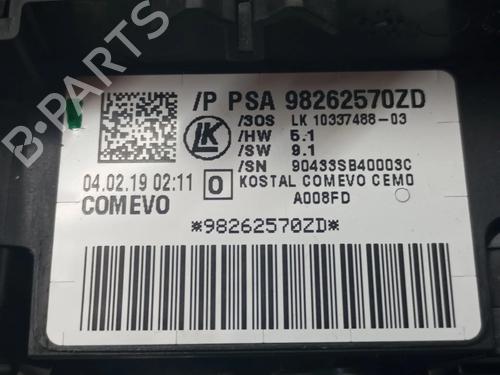 /P PSA 98262570ZD
/SOS LK 10337488-03
/HW 5.1
/SW 9.1
/SN 90433SB40003C
04.02.19 02:11 O KOSTAL COMEVO CEMO
COMEVO A008FD
*98262570ZD*
LK
B-PARTS